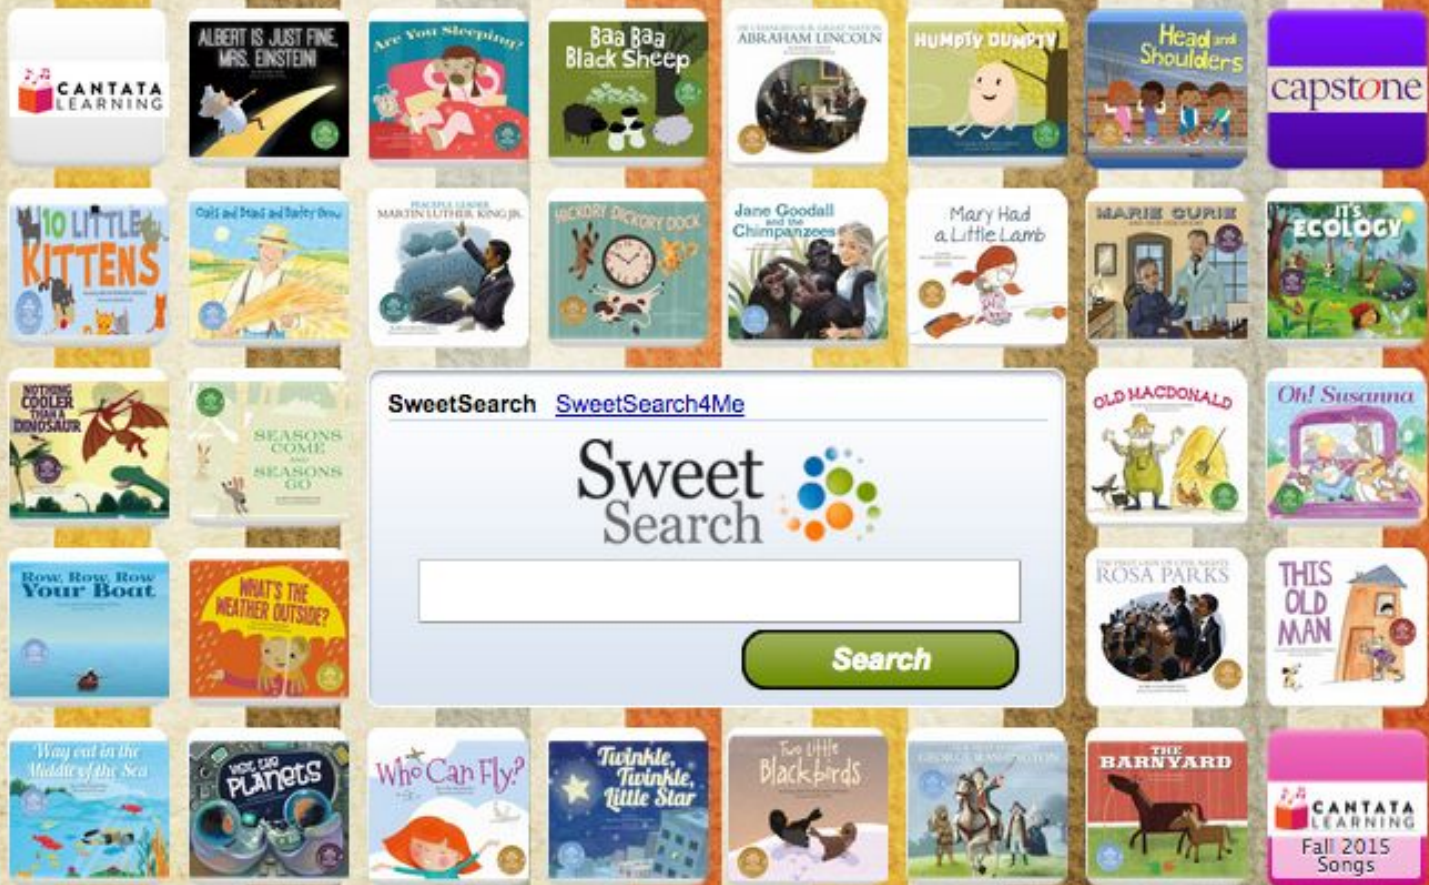 CANTATA
LEARNING
ALBERT IS JUST FINE,
MRS. EINSTEIN!
Are You Sleeping?
Baa Baa
Black Sheep
ABRAHAM LINCOLN
HUMPTY DUMPTY
Head and
Shoulders
capstone
10 LITTLE
KITTENS
Oats and Beans and Barley Grow
PEACEFUL LEADER
MARTIN LUTHER KING JR.
HICKORY DICKORY DOCK
Jane Goodall
and the
Chimpanzees
Mary Had
a Little Lamb
MARIE CURIE
IT'S
ECOLOGY
NOTHING
COOLER
THAN A
DINOSAUR
SEASONS
COME
AND
SEASONS
GO
SweetSearch SweetSearch4Me
Sweet
Search
Search
OLD MACDONALD
Oh! Susanna
Row, Row, Row
Your Boat
WHAT'S THE
WEATHER OUTSIDE?
THE FIRST LADY OF CIVIL RIGHTS
ROSA PARKS
THIS
OLD
MAN
Way out in the
Middle of the Sea
PLANETS
Who Can Fly?
Twinkle,
Twinkle,
Little Star
Two Little
Blackbirds
GEORGE WASHINGTON
THE
BARNYARD
CANTATA
LEARNING
Fall 2015
Songs